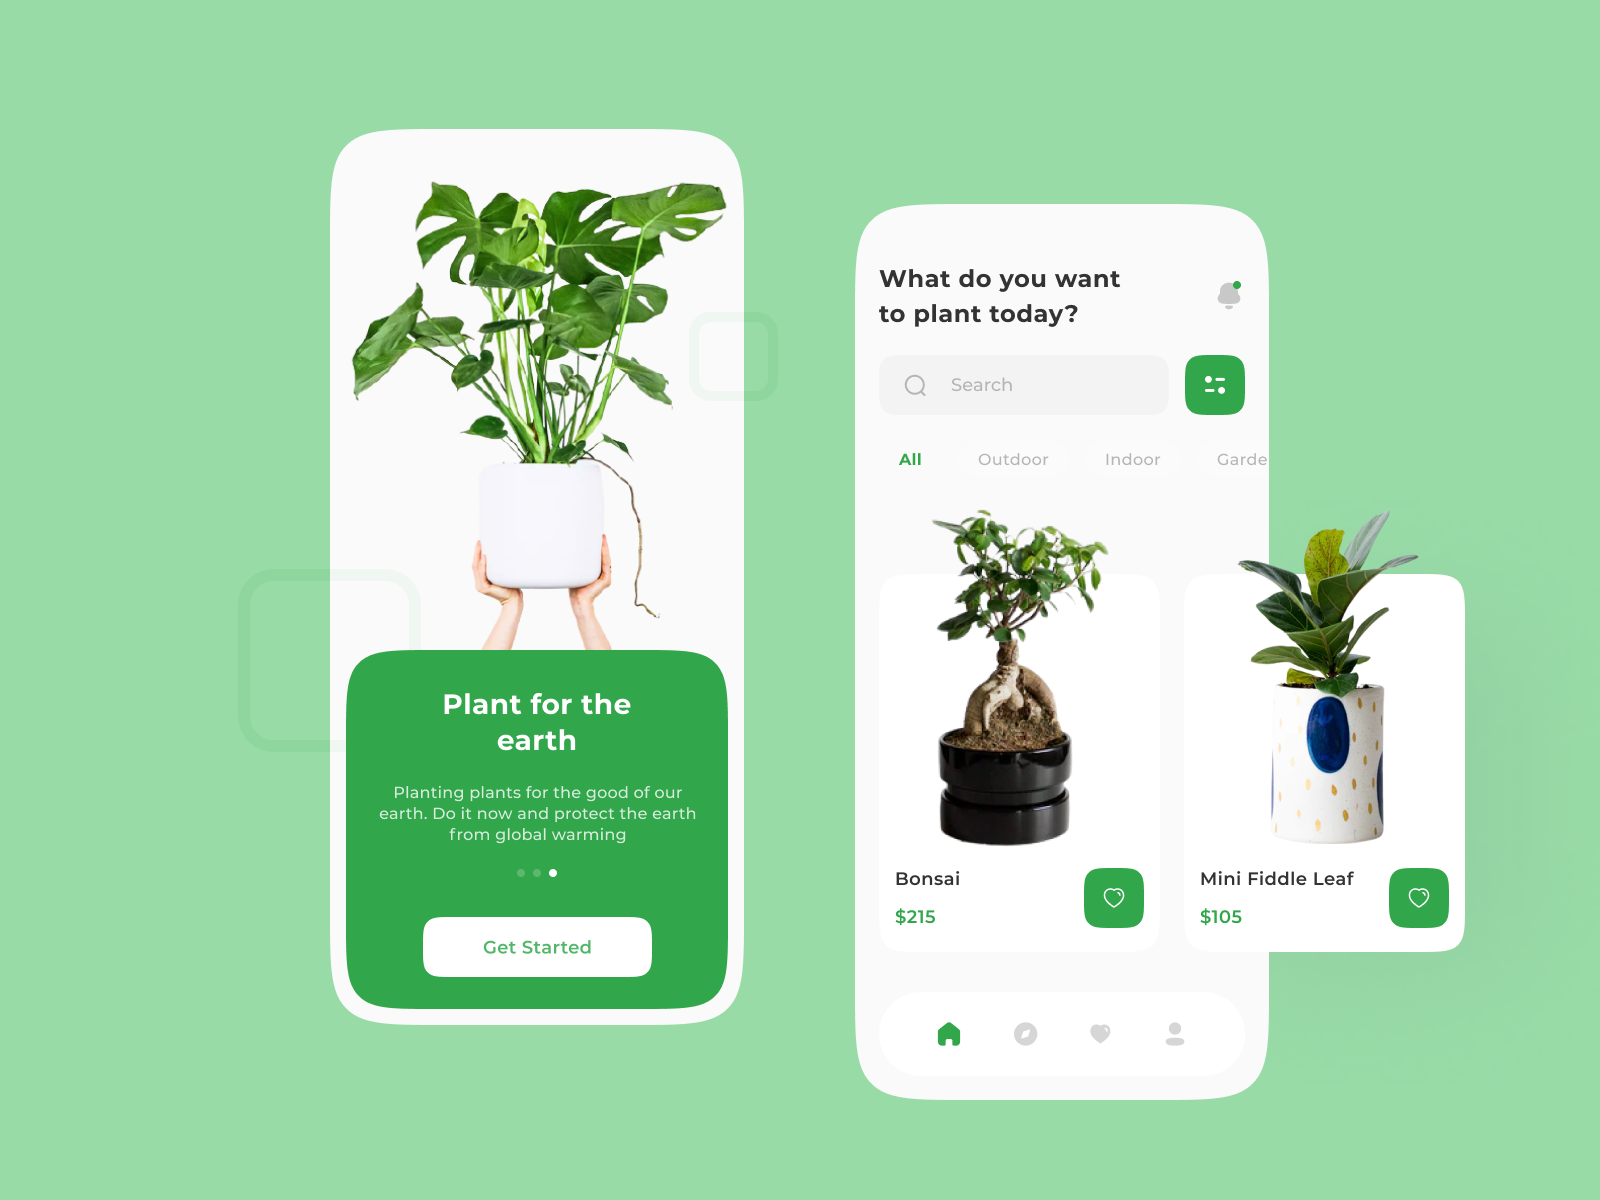 Plant for the
earth
Planting plants for the good of our
earth. Do it now and protect the earth
from global warming
Get Started
What do you want
to plant today?
Search
All Outdoor Indoor Garde
Bonsai
$215
Mini Fiddle Leaf
$105